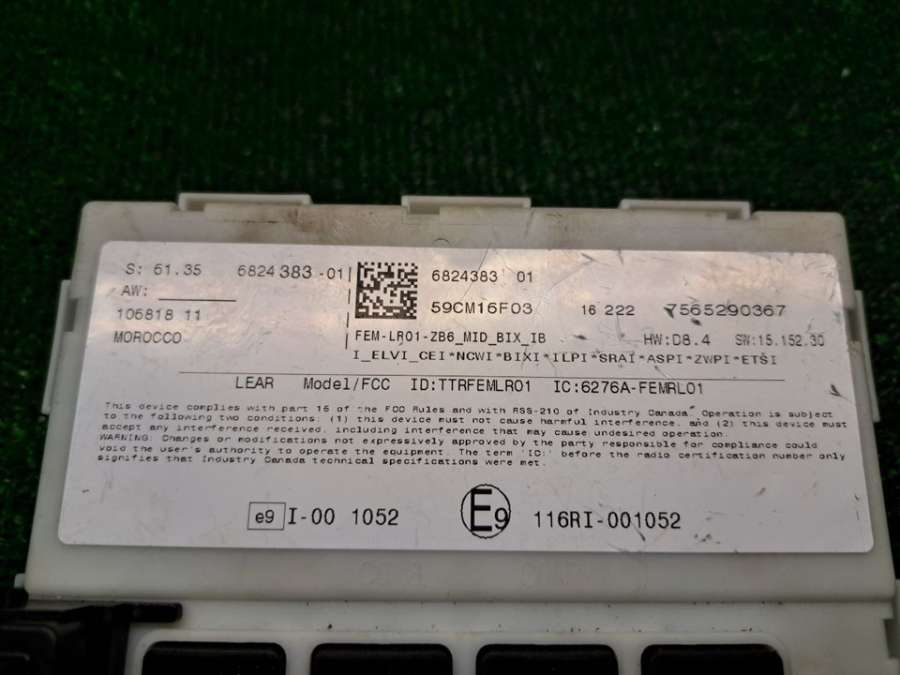 S: 61.35 6824383-01
AW:
106818 11
MOROCCO
6824383 01
59CM16F03 16 222 7565290367
FEM-LR01-ZB6_MID_BIX_IB HW:D8.4 SW:15.152.30
I_ELVI_CEI*NCWI*BIXI*ILPI*SRAI*ASPI*ZWPI*ETSI
LEAR Model/FCC ID:TTRFEMLR01 IC:6276A-FEMRL01
This device complies with part 15 of the FCC Rules and with RSS-210 of Industry Canada. Operation is subject
to the following two conditions: (1) this device must not cause harmful interference, and (2) this device must
accept any interference received, including interference that may cause undesired operation.
WARNING: Changes or modifications not expressively approved by the party responsible for compliance could
void the user's authority to operate the equipment. The term 'IC:' before the radio certification number only
signifies that Industry Canada technical specifications were met.
e9 I-00 1052 E9 116RI-001052